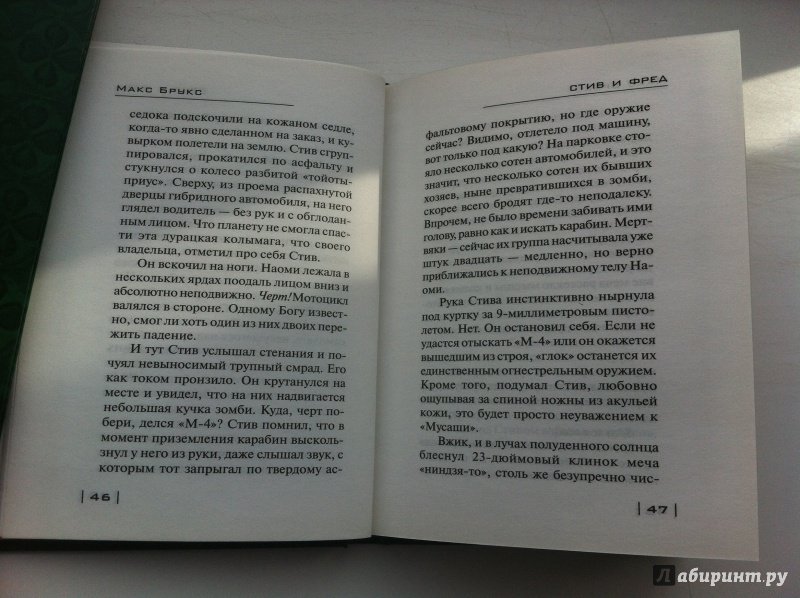 Макс Брукс
седока подскочили на кожаном седле,
когда-то явно сделанном на заказ, и ку-
вырком полетели на землю. Стив сгруп-
пировался, прокатился по асфальту и
стукнулся о колесо разбитой «тойоты-
приус». Сверху, из проема распахнутой
дверцы гибридного автомобиля, на него
глядел водитель — без рук и с обглодан-
ным лицом. Что планету не смогла спас-
ти эта дурацкая колымага, что своего
владельца, отметил про себя Стив.
Он вскочил на ноги. Наоми лежала в
нескольких ярдах поодаль лицом вниз и
абсолютно неподвижно. Черт!Мотоцикл
валялся в стороне. Одному Богу извест-
но, смог ли хоть один из них двоих пере-
жить падение.
И тут Стив услышал стенания и по-
чуял невыносимый трупный смрад. Его
как током пронзило. Он крутанулся на
месте и увидел, что на них надвигается
небольшая кучка зомби. Куда, черт по-
бери, делся «М-4»? Стив помнил, что в
момент приземления карабин выскольз-
нул у него из руки, даже слышал звук, с
которым тот запрыгал по твердому ас-
| 46 |
СТИВ И ФРЕД
фальтовому покрытию, но где оружие
сейчас? Видимо, отлетело под машину,
вот только под какую? На парковке сто-
яло несколько сотен автомобилей, и это
значит, что несколько сотен их бывших
хозяев, ныне превратившихся в зомби,
скорее всего бродят где-то неподалеку.
Впрочем, не было времени забивать ими
голову, равно как и искать карабин. Мерт-
вяки — сейчас их группа насчитывала уже
штук двадцать — медленно, но верно
приближались к неподвижному телу На-
оми.
Рука Стива инстинктивно нырнула
под куртку за 9-миллиметровым писто-
летом. Нет. Он остановил себя. Если не
удастся отыскать «М-4» или он окажется
вышедшим из строя, «глок» останется их
единственным огнестрельным оружием.
Кроме того, подумал Стив, любовно
ощупывая за спиной ножны из акульей
кожи, это будет просто неуважением к
«Мусаши».
Вжик, и в лучах полуденного солнца
блеснул 23-дюймовый клинок меча
«ниндзя-то», столь же безупречно чис-
| 47 |
Лабиринт.ру